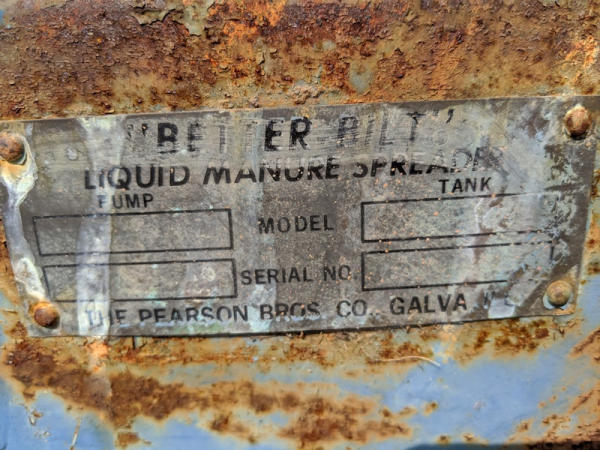 "BETTER BILT"
LIQUID MANURE SPREADER
PUMP TANK
MODEL
SERIAL NO.
THE PEARSON BROS. CO. GALVA